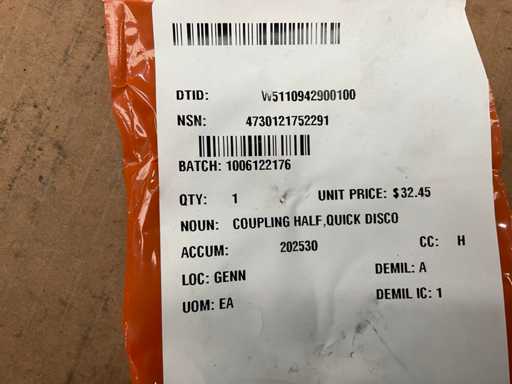 DTID: W5110942900100
NSN: 4730121752291
BATCH: 1006122176
QTY: 1 UNIT PRICE: $32.45
NOUN: COUPLING HALF,QUICK DISCO
ACCUM: 202530 CC: H
LOC: GENN DEMIL: A
UOM: EA DEMIL IC: 1